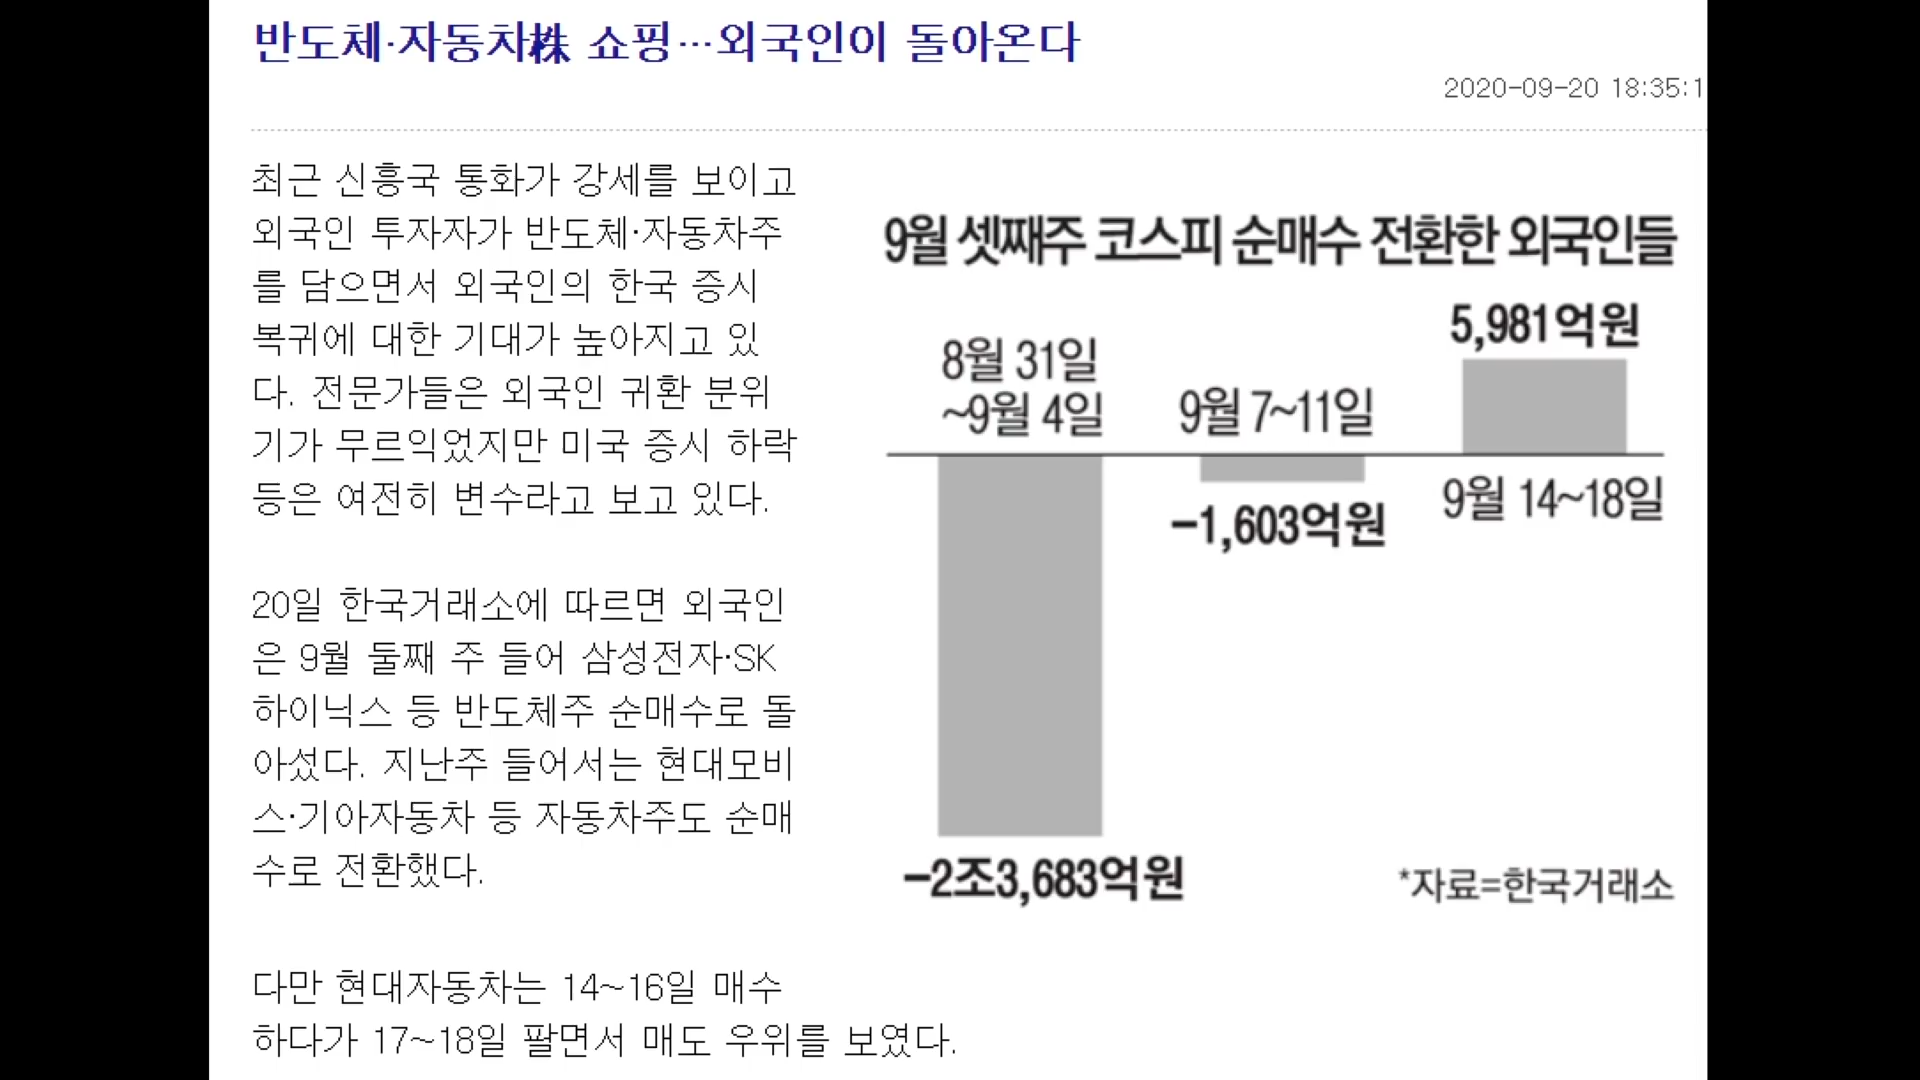 반도체·자동차株 쇼핑…외국인이 돌아온다
2020-09-20 18:35:1
최근 신흥국 통화가 강세를 보이고
외국인 투자자가 반도체·자동차주
를 담으면서 외국인의 한국 증시
복귀에 대한 기대가 높아지고 있
다. 전문가들은 외국인 귀환 분위
기가 무르익었지만 미국 증시 하락
등은 여전히 변수라고 보고 있다.
20일 한국거래소에 따르면 외국인
은 9월 둘째 주 들어 삼성전자·SK
하이닉스 등 반도체주 순매수로 돌
아섰다. 지난주 들어서는 현대모비
스·기아자동차 등 자동차주도 순매
수로 전환했다.
다만 현대자동차는 14~16일 매수
하다가 17~18일 팔면서 매도 우위를 보였다.
9월 셋째주 코스피 순매수 전환한 외국인들
8월 31일
~9월 4일
-2조3,683억원
9월 7~11일
-1,603억원
5,981억원
9월 14~18일
*자료=한국거래소